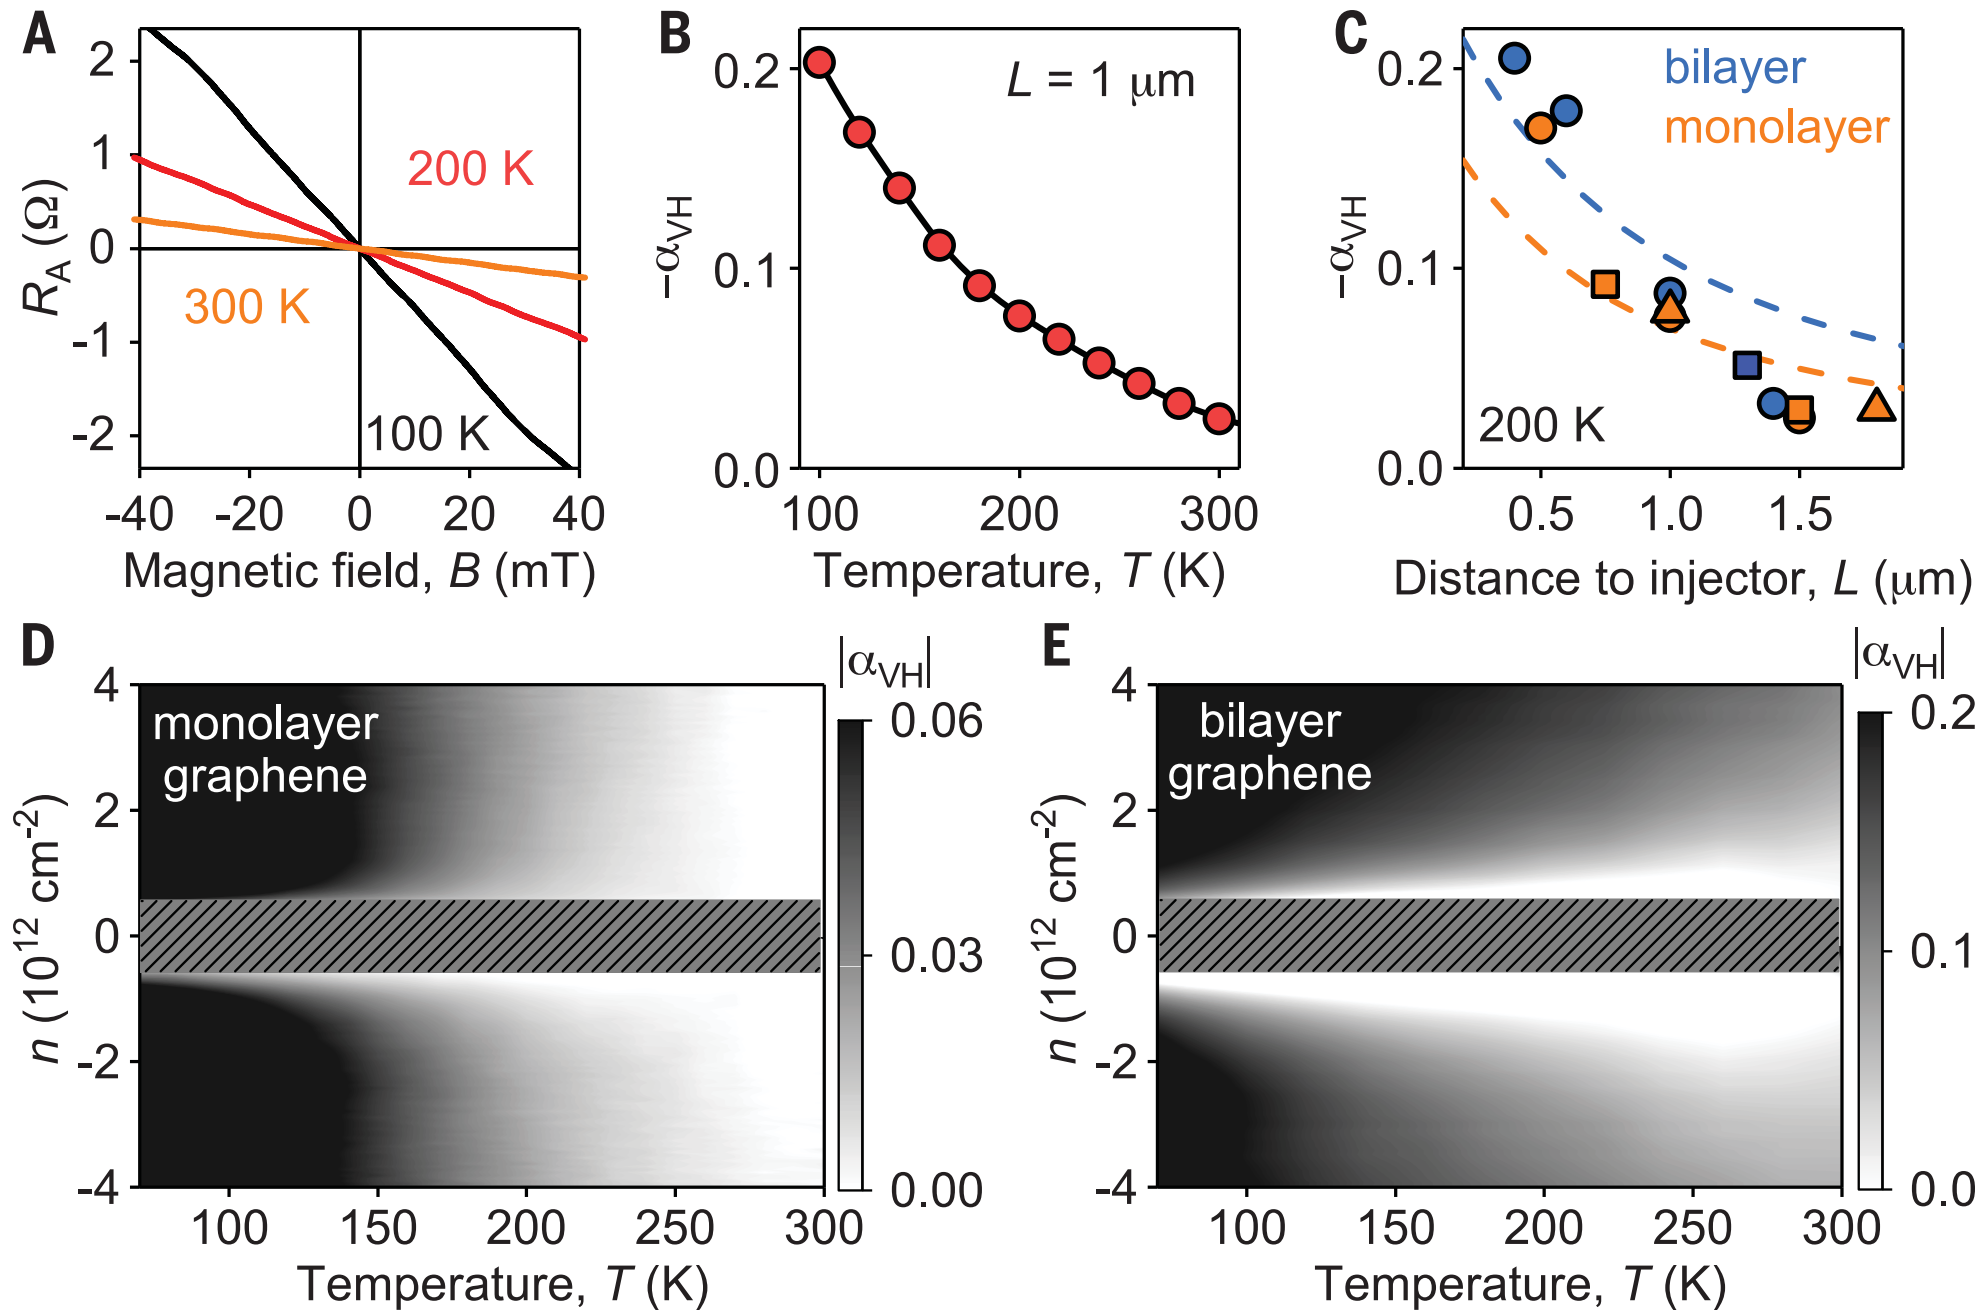 A
2
1
0
-1
-2
R_A (Ω)
200 K
300 K
100 K
-40 -20 0 20 40
Magnetic field, B (mT)
B
0.2
0.1
0.0
−α_VH
L = 1 μm
100 200 300
Temperature, T (K)
C
0.2
0.1
0.0
−α_VH
bilayer
monolayer
200 K
0.5 1.0 1.5
Distance to injector, L (μm)
D
4
2
0
-2
-4
n (10^12 cm^-2)
monolayer
graphene
100 150 200 250 300
Temperature, T (K)
|α_VH|
0.06
0.03
0.00
E
4
2
0
-2
-4
n (10^12 cm^-2)
bilayer
graphene
100 150 200 250 300
Temperature, T (K)
|α_VH|
0.2
0.1
0.0